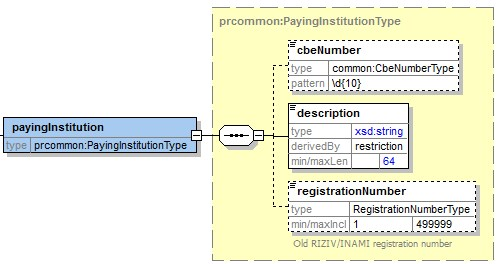 prcommon:PayingInstitutionType
cbeNumber
type common:CbeNumberType
pattern \d{10}
payingInstitution
type prcommon:PayingInstitutionType
description
type xsd:string
derivedBy restriction
min/maxLen 64
registrationNumber
type RegistrationNumberType
min/maxIncl 1 499999
Old RIZIV/INAMI registration number